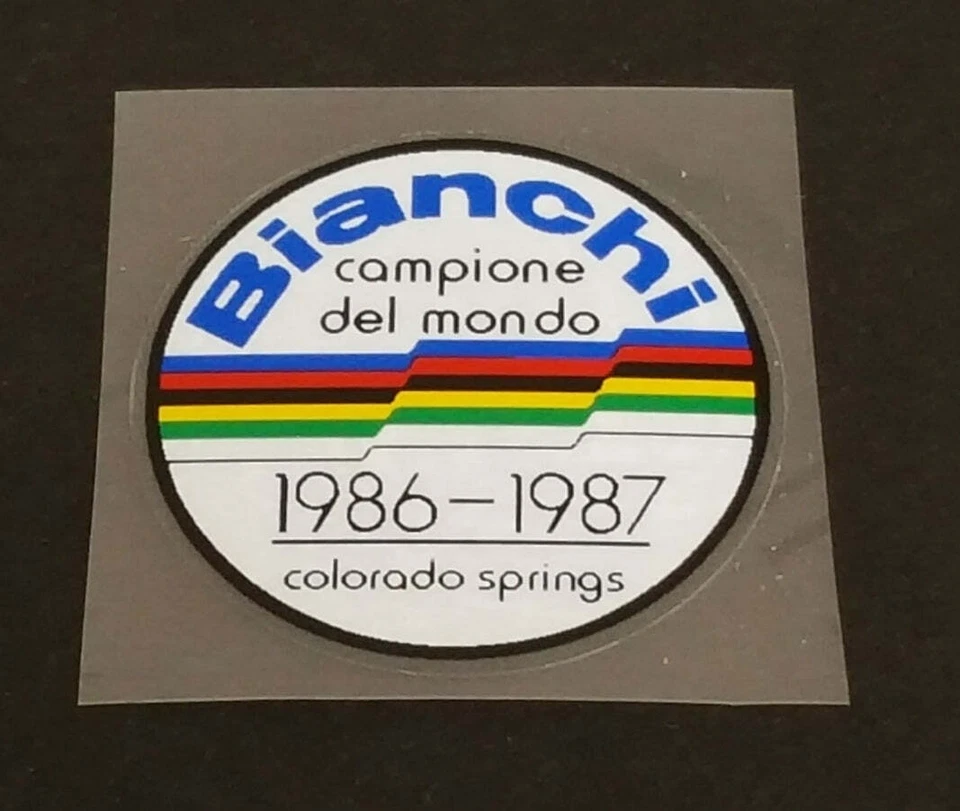 Bianchi
campione
del mondo
1986-1987
colorado springs